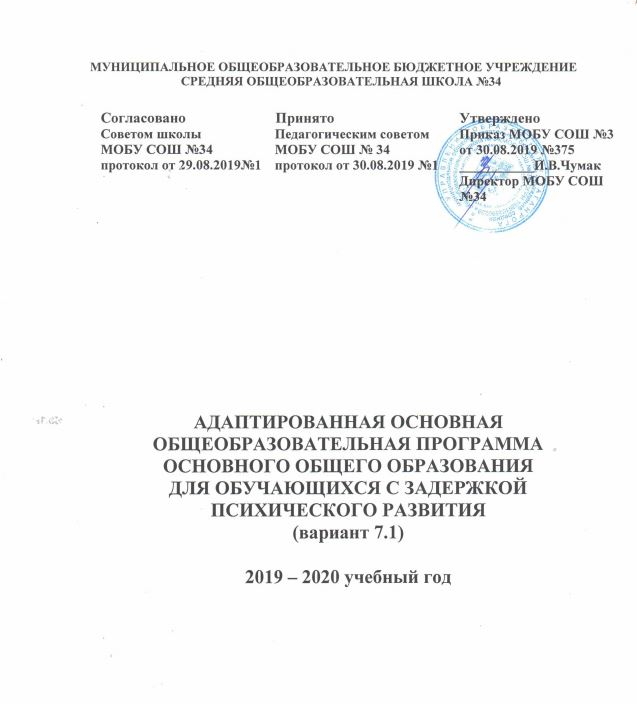 МУНИЦИПАЛЬНОЕ ОБЩЕОБРАЗОВАТЕЛЬНОЕ БЮДЖЕТНОЕ УЧРЕЖДЕНИЕ
СРЕДНЯЯ ОБЩЕОБРАЗОВАТЕЛЬНАЯ ШКОЛА №34
Согласовано
Советом школы
МОБУ СОШ №34
протокол от 29.08.2019№1
Принято
Педагогическим советом
МОБУ СОШ № 34
протокол от 30.08.2019 №1
Утверждено
Приказ МОБУ СОШ №3
от 30.08.2019 №375
И.В.Чумак
Директор МОБУ СОШ
№34
АДАПТИРОВАННАЯ ОСНОВНАЯ
ОБЩЕОБРАЗОВАТЕЛЬНАЯ ПРОГРАММА
ОСНОВНОГО ОБЩЕГО ОБРАЗОВАНИЯ
ДЛЯ ОБУЧАЮЩИХСЯ С ЗАДЕРЖКОЙ
ПСИХИЧЕСКОГО РАЗВИТИЯ
(вариант 7.1)
2019 – 2020 учебный год